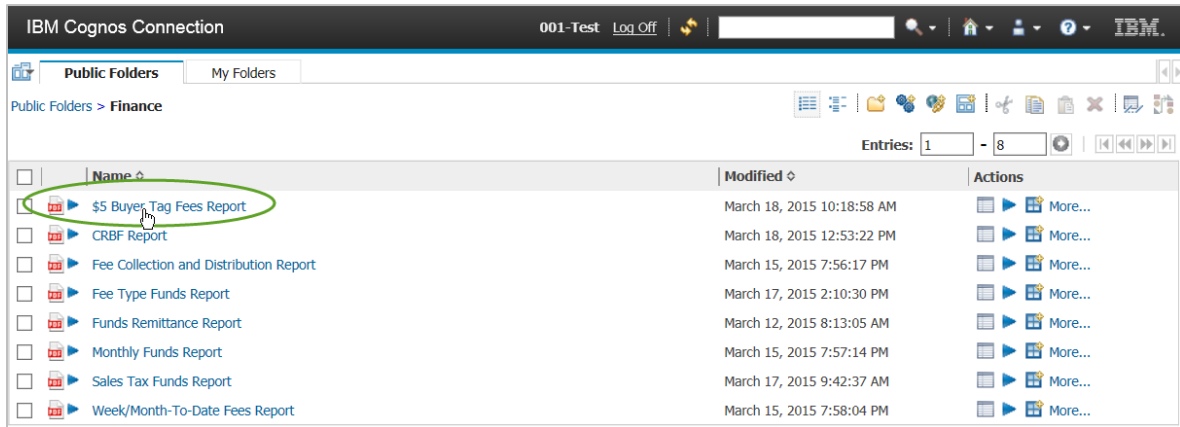 IBM Cognos Connection 001-Test Log Off IBM.
Public Folders My Folders
Public Folders > Finance
Entries: 1 - 8
Name Modified Actions
$5 Buyer Tag Fees Report March 18, 2015 10:18:58 AM More...
CRBF Report March 18, 2015 12:53:22 PM More...
Fee Collection and Distribution Report March 15, 2015 7:56:17 PM More...
Fee Type Funds Report March 17, 2015 2:10:30 PM More...
Funds Remittance Report March 12, 2015 8:13:05 AM More...
Monthly Funds Report March 15, 2015 7:57:14 PM More...
Sales Tax Funds Report March 17, 2015 9:42:37 AM More...
Week/Month-To-Date Fees Report March 15, 2015 7:58:04 PM More...